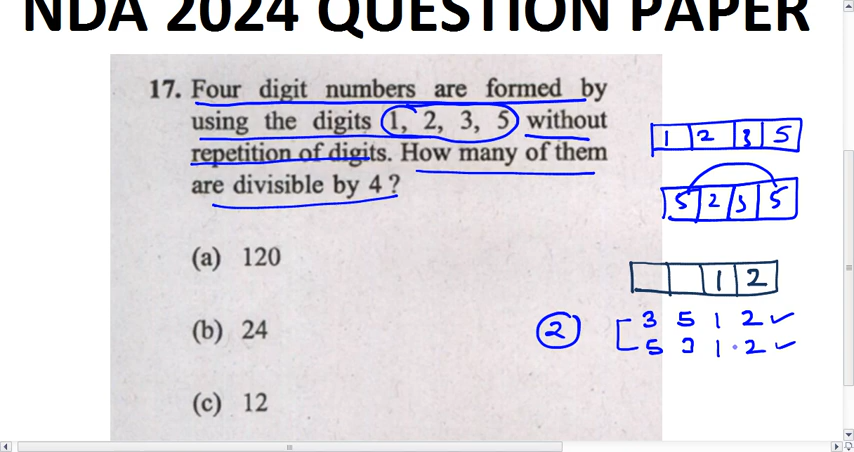 NDA 2024 QUESTION PAPER
17. Four digit numbers are formed by
using the digits 1, 2, 3, 5 without
repetition of digits. How many of them
are divisible by 4 ?
(a) 120
(b) 24
(c) 12
1 2 3 5
5 2 3 5
1 2
2
3 5 1 2 ✓
5 3 1 2 ✓